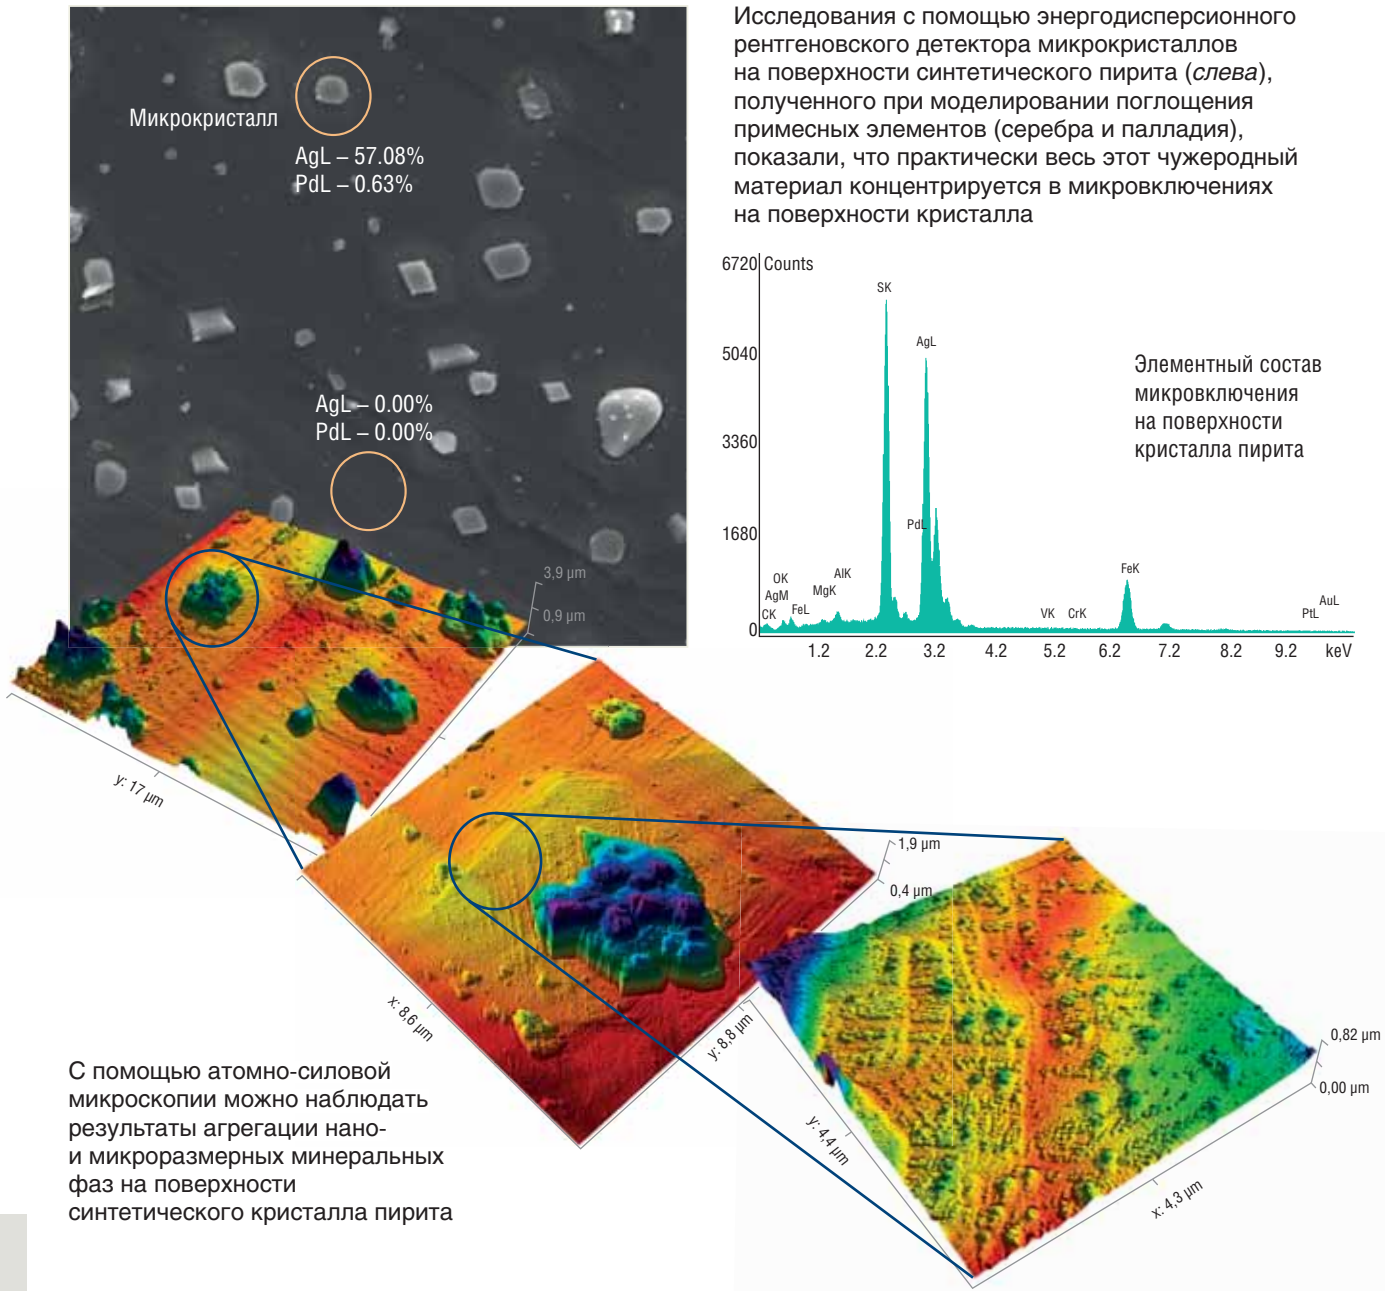 Исследования с помощью энергодисперсионного
рентгеновского детектора микрокристаллов
на поверхности синтетического пирита (слева),
полученного при моделировании поглощения
примесных элементов (серебра и палладия),
показали, что практически весь этот чужеродный
материал концентрируется в микровключениях
на поверхности кристалла
Микрокристалл
AgL – 57.08%
PdL – 0.63%
AgL – 0.00%
PdL – 0.00%
6720 Counts
5040
3360
1680
0
SK
AgL
PdL
OK
AgM
CK
FeL
MgK
AlK
VK
CrK
FeK
PtL
AuL
1.2 2.2 3.2 4.2 5.2 6.2 7.2 8.2 9.2 keV
Элементный состав
микровключения
на поверхности
кристалла пирита
3,9 µm
0,9 µm
y: 17 µm
1,9 µm
0,4 µm
x: 8,6 µm
y: 8,8 µm
0,82 µm
0,00 µm
y: 4,4 µm
x: 4,3 µm
С помощью атомно-силовой
микроскопии можно наблюдать
результаты агрегации нано-
и микроразмерных минеральных
фаз на поверхности
синтетического кристалла пирита